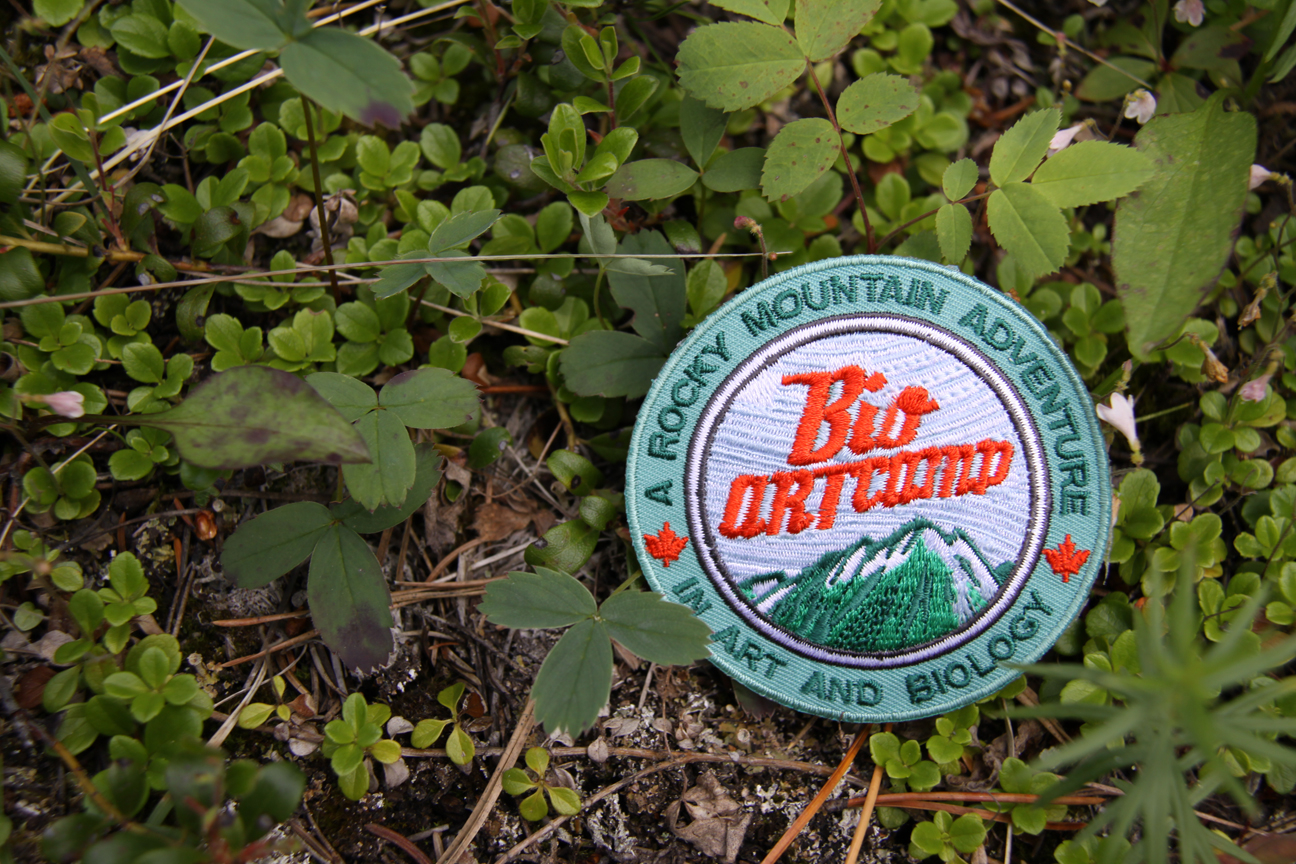 A ROCKY MOUNTAIN ADVENTURE
Bio
ARTCAMP
IN ART AND BIOLOGY